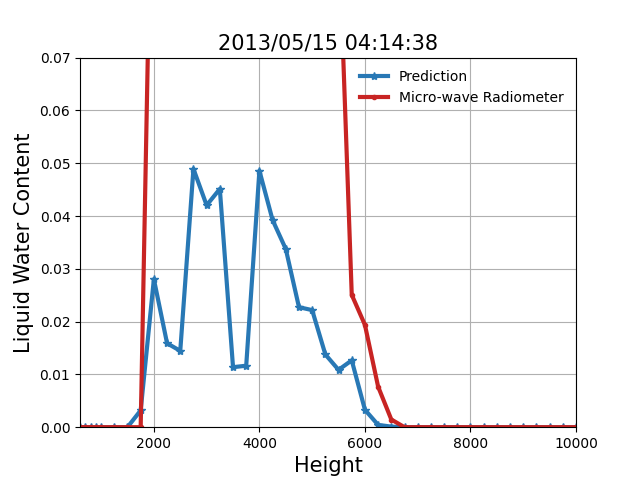 2013/05/15 04:14:38
0.07
0.06
0.05
0.04
0.03
0.02
0.01
0.00
Liquid Water Content
Prediction
Micro-wave Radiometer
2000 4000 6000 8000 10000
Height